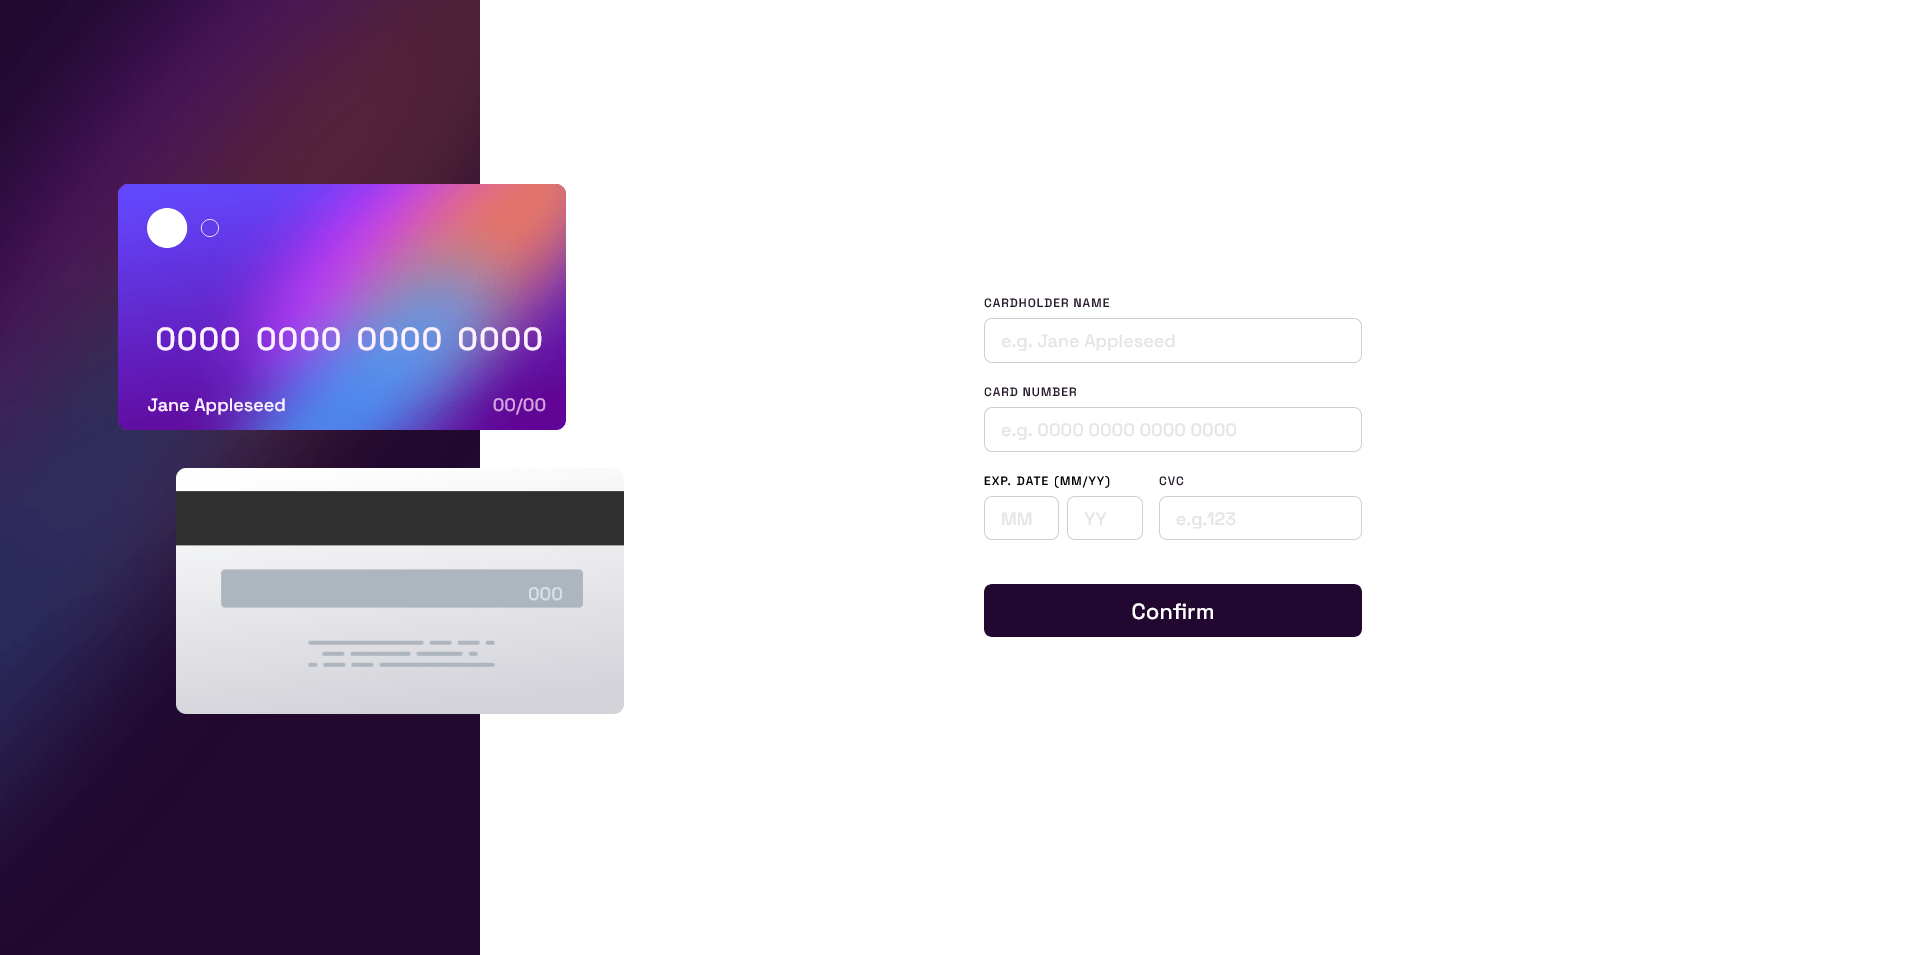 0000 0000 0000 0000
Jane Appleseed 00/00
000
CARDHOLDER NAME
e.g. Jane Appleseed
CARD NUMBER
e.g. 0000 0000 0000 0000
EXP. DATE (MM/YY) CVC
MM YY e.g.123
Confirm